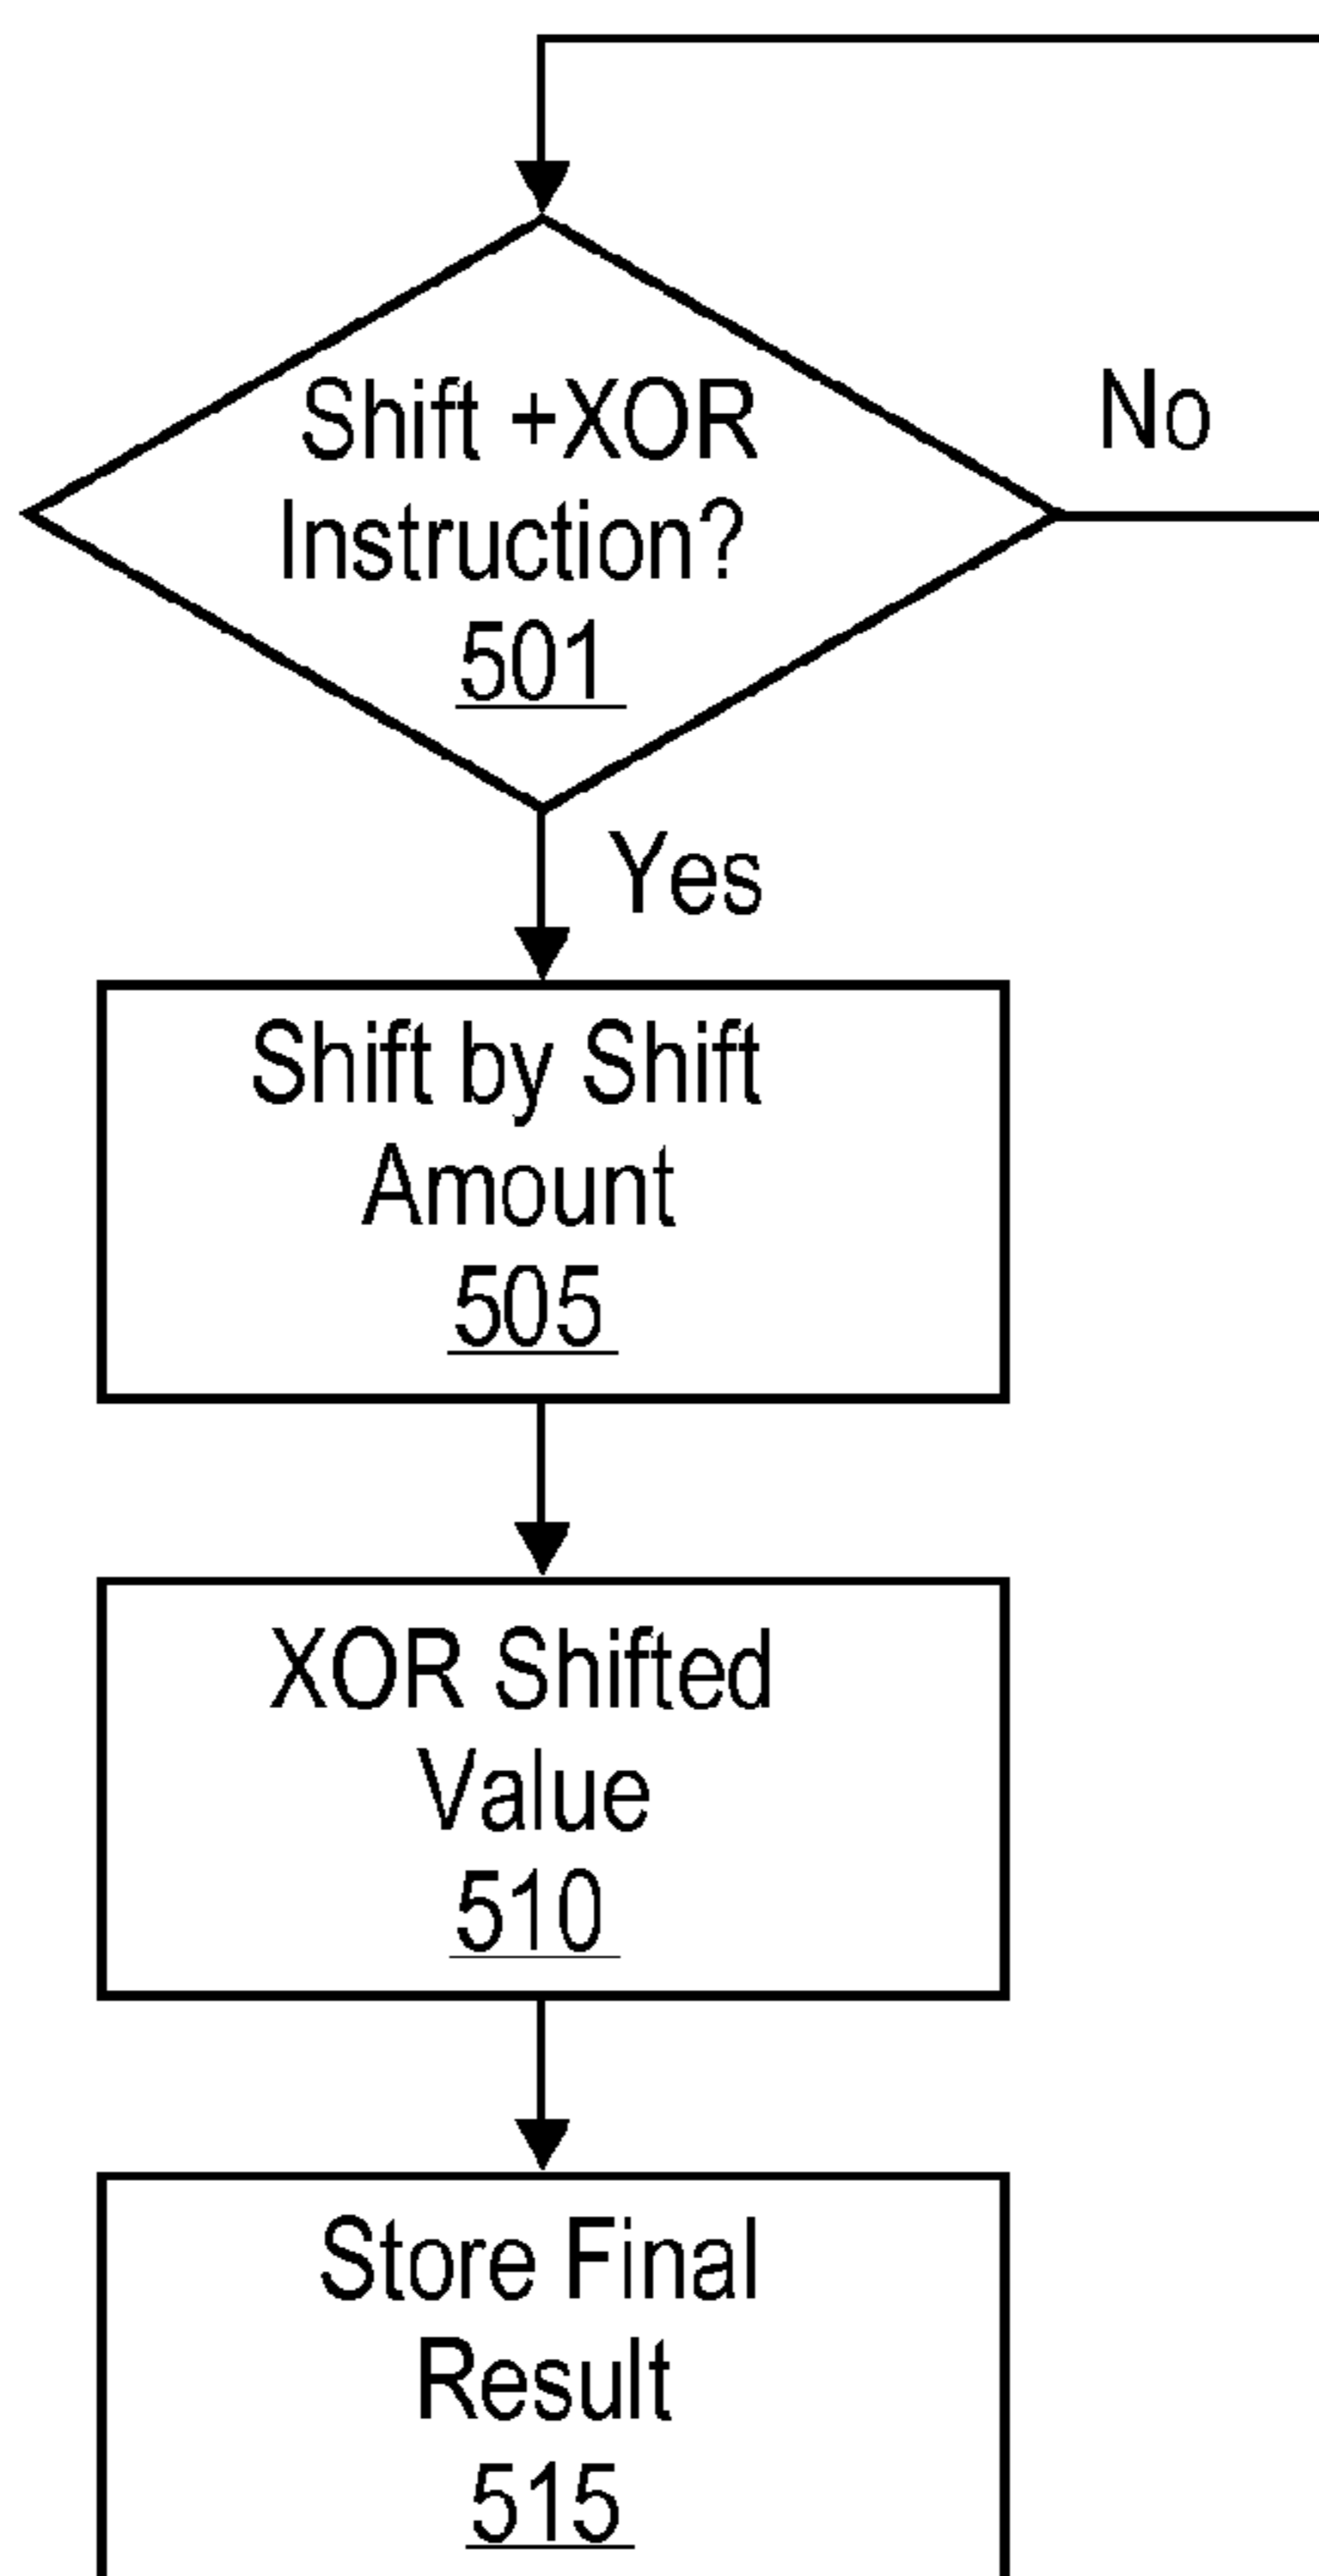 Shift +XOR
Instruction?
501
No
Yes
Shift by Shift
Amount
505
XOR Shifted
Value
510
Store Final
Result
515